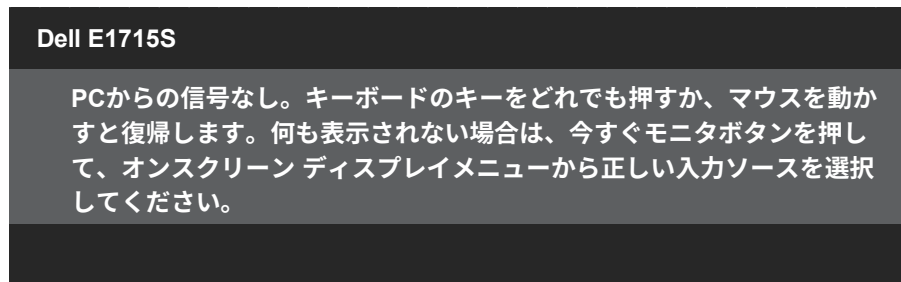 Dell E1715S
PCからの信号なし。キーボードのキーをどれでも押すか、マウスを動か
すと復帰します。何も表示されない場合は、今すぐモニタボタンを押し
て、オンスクリーン ディスプレイメニューから正しい入力ソースを選択
してください。